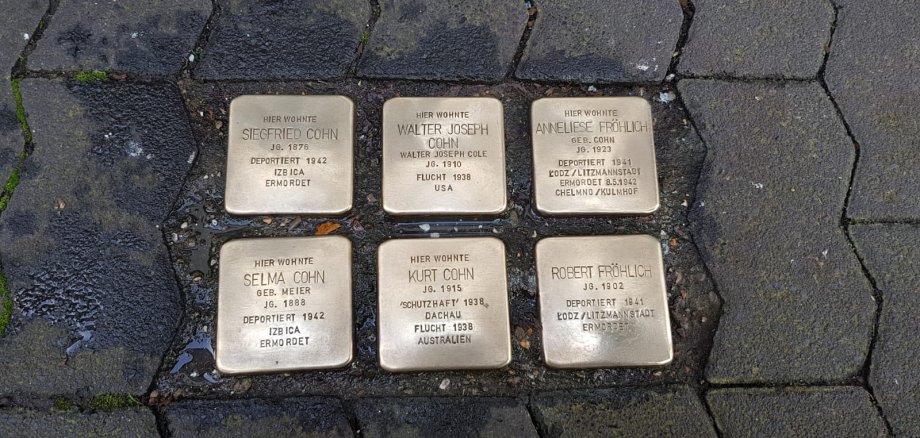 HIER WOHNTE
SIEGFRIED COHN
JG. 1876
DEPORTIERT 1942
IZBICA
ERMORDET
HIER WOHNTE
WALTER JOSEPH
COHN
WALTER JOSEPH COLE
JG. 1910
FLUCHT 1938
USA
HIER WOHNTE
ANNELIESE FRÖHLICH
GEB. COHN
JG. 1923
DEPORTIERT 1941
ŁODZ/LITZMANNSTADT
ERMORDET 8.5.1942
CHELMNO/KULMHOF
HIER WOHNTE
SELMA COHN
GEB. MEIER
JG. 1888
DEPORTIERT 1942
IZBICA
ERMORDET
HIER WOHNTE
KURT COHN
JG. 1915
'SCHUTZHAFT' 1938
DACHAU
FLUCHT 1938
AUSTRALIEN
ROBERT FRÖHLICH
JG. 1902
DEPORTIERT 1941
ŁODZ/LITZMANNSTADT
ERMORDET